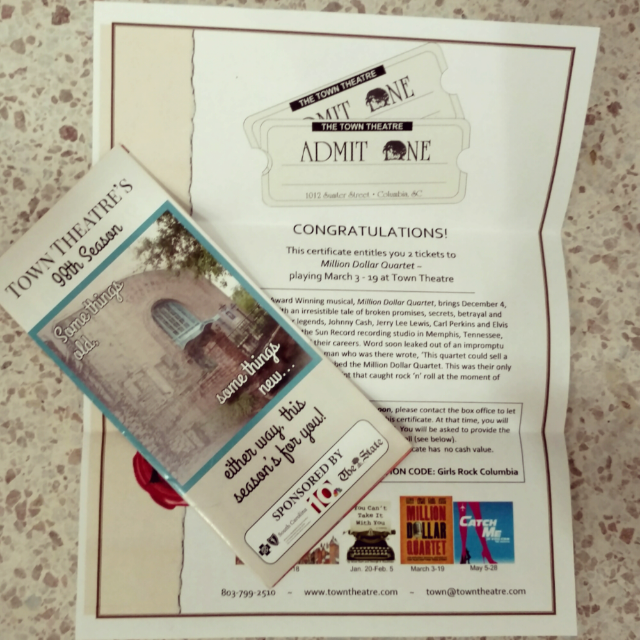 THE TOWN THEATRE
ADMIT ONE
THE TOWN THEATRE
ADMIT ONE
1012 Sumter Street • Columbia, SC
CONGRATULATIONS!
This certificate entitles you 2 tickets to
Million Dollar Quartet –
playing March 3 - 19 at Town Theatre
Award Winning musical, Million Dollar Quartet, brings December 4,
an irresistible tale of broken promises, secrets, betrayal and
legends, Johnny Cash, Jerry Lee Lewis, Carl Perkins and Elvis
the Sun Record recording studio in Memphis, Tennessee,
their careers. Word soon leaked out of an impromptu
man who was there wrote, 'This quartet could sell a
the Million Dollar Quartet. This was their only
that caught rock 'n' roll at the moment of
, please contact the box office to let
this certificate. At that time, you will
You will be asked to provide the
(see below).
has no cash value.
CODE: Girls Rock Columbia
TOWN THEATRE'S
99th Season
Somethings
old...
some things
new...
either way, this
season's for you!
SPONSORED BY
South Carolina
The State
You Can't
Take It
With You
MILLION
DOLLAR
QUARTET
CATCH
ME
Jan. 20-Feb. 5
March 3-19
May 5-28
803-799-2510 – www.towntheatre.com – town@towntheatre.com